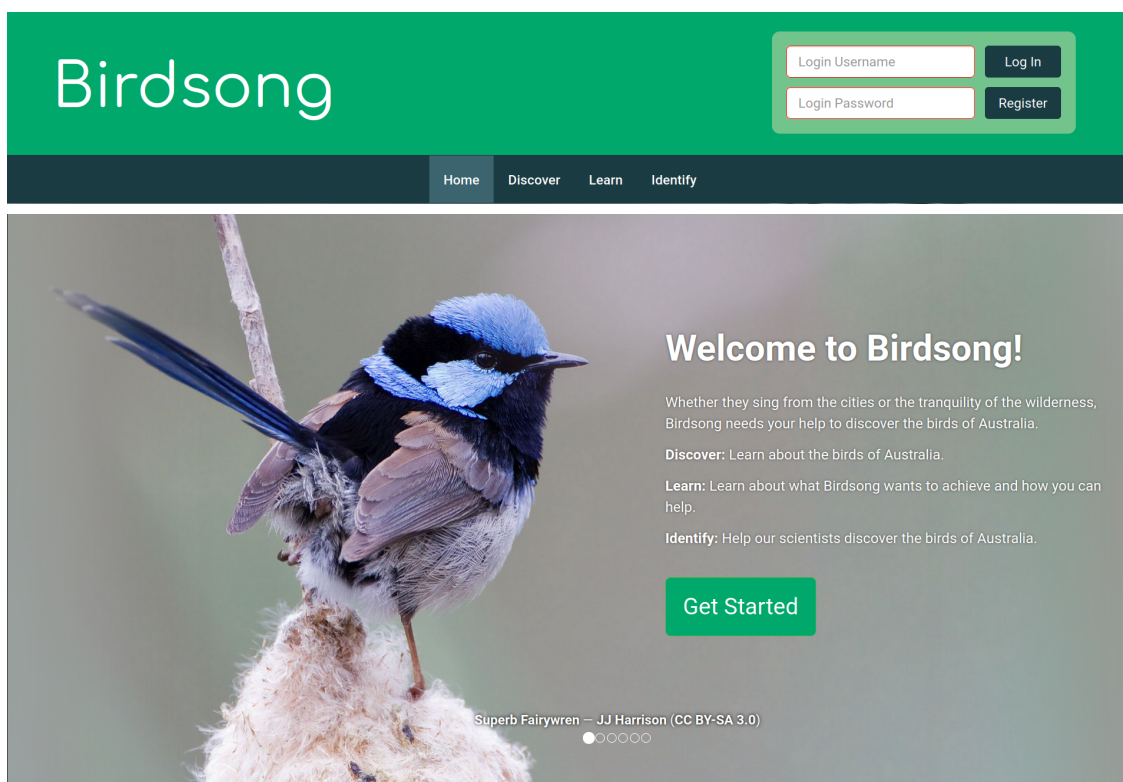 Birdsong
Login Username
Log In
Login Password
Register
Home
Discover
Learn
Identify
Welcome to Birdsong!
Whether they sing from the cities or the tranquility of the wilderness,
Birdsong needs your help to discover the birds of Australia.
Discover: Learn about the birds of Australia.
Learn: Learn about what Birdsong wants to achieve and how you can
help.
Identify: Help our scientists discover the birds of Australia.
Get Started
Superb Fairywren — JJ Harrison (CC BY-SA 3.0)